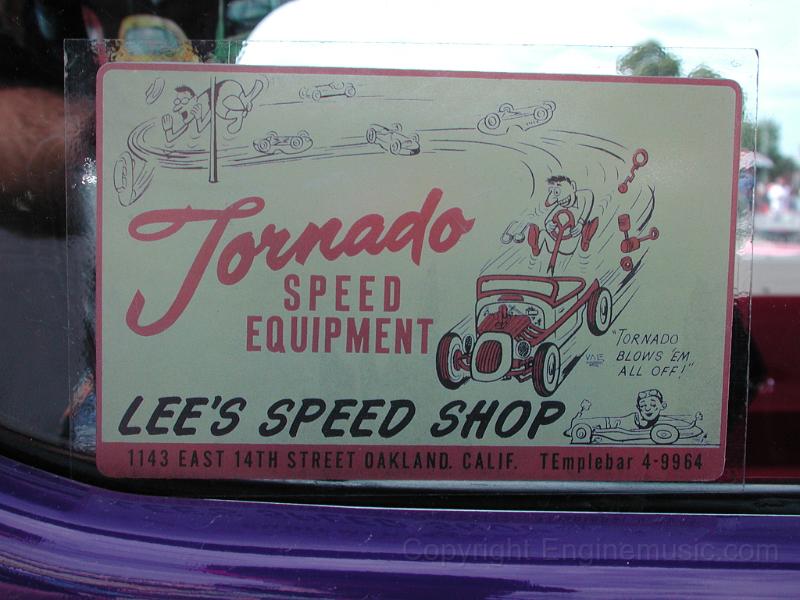 Tornado
SPEED
EQUIPMENT
"TORNADO
BLOWS 'EM
ALL OFF!"
LEE'S SPEED SHOP
1143 EAST 14TH STREET OAKLAND. CALIF. TEmplebar 4-9964
Copyright Enginemusic.com